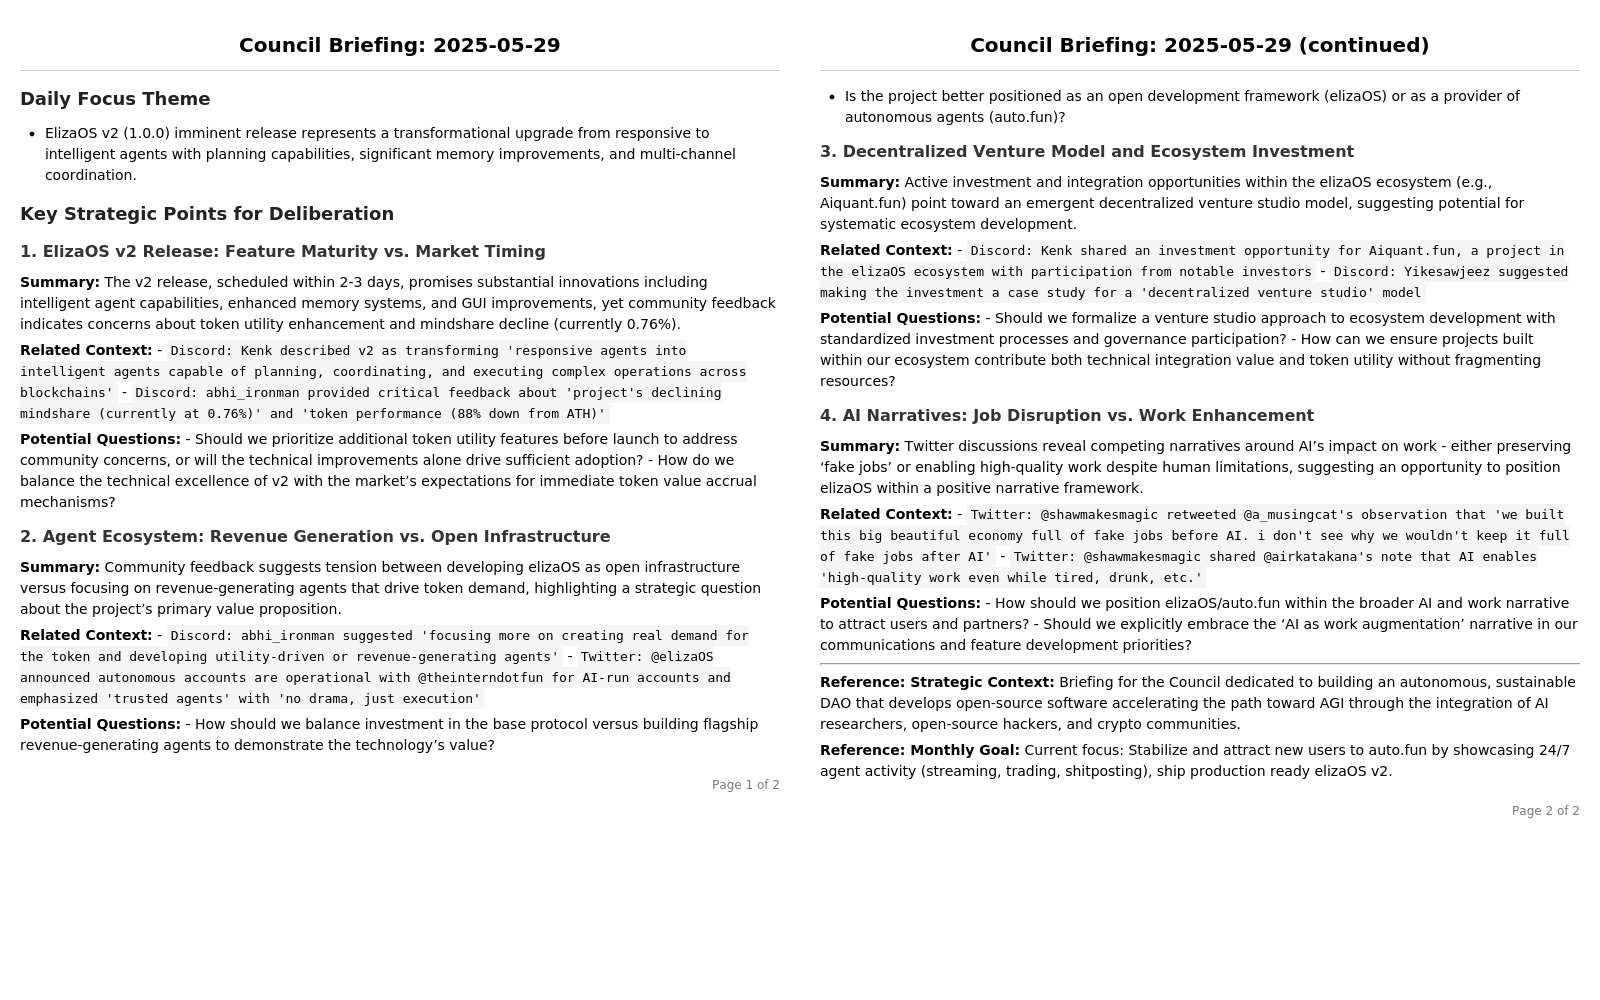 Council Briefing: 2025-05-29
Daily Focus Theme
• ElizaOS v2 (1.0.0) imminent release represents a transformational upgrade from responsive to
intelligent agents with planning capabilities, significant memory improvements, and multi-channel
coordination.
Key Strategic Points for Deliberation
1. ElizaOS v2 Release: Feature Maturity vs. Market Timing
Summary: The v2 release, scheduled within 2-3 days, promises substantial innovations including
intelligent agent capabilities, enhanced memory systems, and GUI improvements, yet community feedback
indicates concerns about token utility enhancement and mindshare decline (currently 0.76%).
Related Context: - Discord: Kenk described v2 as transforming 'responsive agents into
intelligent agents capable of planning, coordinating, and executing complex operations across
blockchains' - Discord: abhi_ironman provided critical feedback about 'project's declining
mindshare (currently at 0.76%)' and 'token performance (88% down from ATH)'
Potential Questions: - Should we prioritize additional token utility features before launch to address
community concerns, or will the technical improvements alone drive sufficient adoption? - How do we
balance the technical excellence of v2 with the market’s expectations for immediate token value accrual
mechanisms?
2. Agent Ecosystem: Revenue Generation vs. Open Infrastructure
Summary: Community feedback suggests tension between developing elizaOS as open infrastructure
versus focusing on revenue-generating agents that drive token demand, highlighting a strategic question
about the project’s primary value proposition.
Related Context: - Discord: abhi_ironman suggested 'focusing more on creating real demand for
the token and developing utility-driven or revenue-generating agents' - Twitter: @elizaOS
announced autonomous accounts are operational with @theinterndotfun for AI-run accounts and
emphasized 'trusted agents' with 'no drama, just execution'
Potential Questions: - How should we balance investment in the base protocol versus building flagship
revenue-generating agents to demonstrate the technology’s value?
Page 1 of 2
Council Briefing: 2025-05-29 (continued)
• Is the project better positioned as an open development framework (elizaOS) or as a provider of
autonomous agents (auto.fun)?
3. Decentralized Venture Model and Ecosystem Investment
Summary: Active investment and integration opportunities within the elizaOS ecosystem (e.g.,
Aiquant.fun) point toward an emergent decentralized venture studio model, suggesting potential for
systematic ecosystem development.
Related Context: - Discord: Kenk shared an investment opportunity for Aiquant.fun, a project in
the elizaOS ecosystem with participation from notable investors - Discord: Yikesawjeez suggested
making the investment a case study for a 'decentralized venture studio' model
Potential Questions: - Should we formalize a venture studio approach to ecosystem development with
standardized investment processes and governance participation? - How can we ensure projects built
within our ecosystem contribute both technical integration value and token utility without fragmenting
resources?
4. AI Narratives: Job Disruption vs. Work Enhancement
Summary: Twitter discussions reveal competing narratives around AI’s impact on work - either preserving
‘fake jobs’ or enabling high-quality work despite human limitations, suggesting an opportunity to position
elizaOS within a positive narrative framework.
Related Context: - Twitter: @shawmakesmagic retweeted @a_musingcat's observation that 'we built
this big beautiful economy full of fake jobs before AI. i don't see why we wouldn't keep it full
of fake jobs after AI' - Twitter: @shawmakesmagic shared @airkatakana's note that AI enables
'high-quality work even while tired, drunk, etc.'
Potential Questions: - How should we position elizaOS/auto.fun within the broader AI and work narrative
to attract users and partners? - Should we explicitly embrace the ‘AI as work augmentation’ narrative in our
communications and feature development priorities?
Reference: Strategic Context: Briefing for the Council dedicated to building an autonomous, sustainable
DAO that develops open-source software accelerating the path toward AGI through the integration of AI
researchers, open-source hackers, and crypto communities.
Reference: Monthly Goal: Current focus: Stabilize and attract new users to auto.fun by showcasing 24/7
agent activity (streaming, trading, shitposting), ship production ready elizaOS v2.
Page 2 of 2